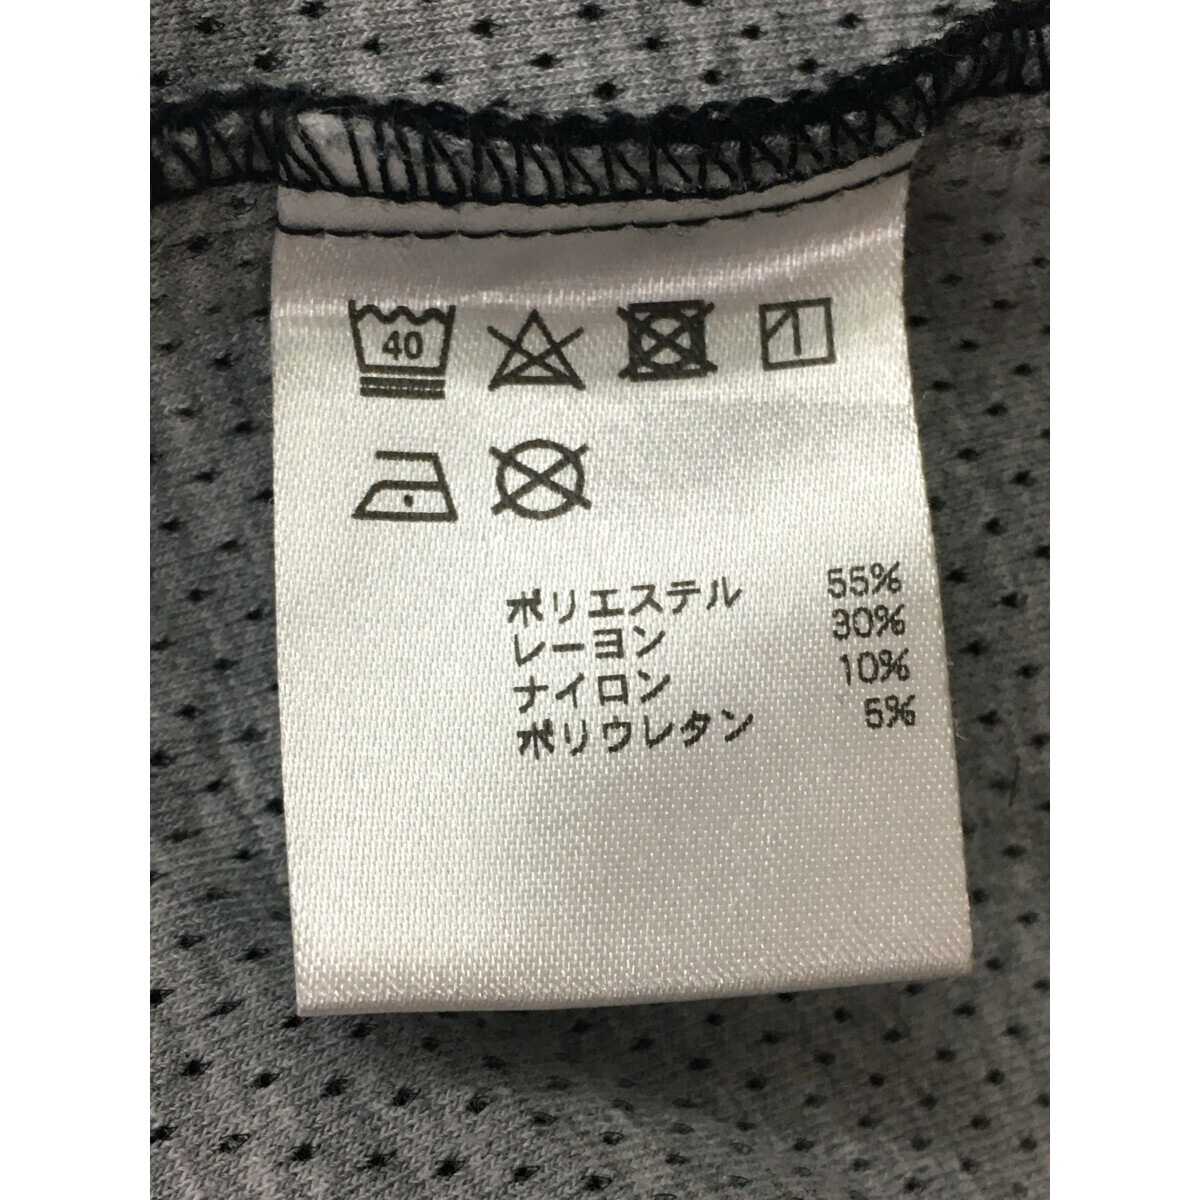 40
ポリエステル 55%
レーヨン 30%
ナイロン 10%
ポリウレタン 5%